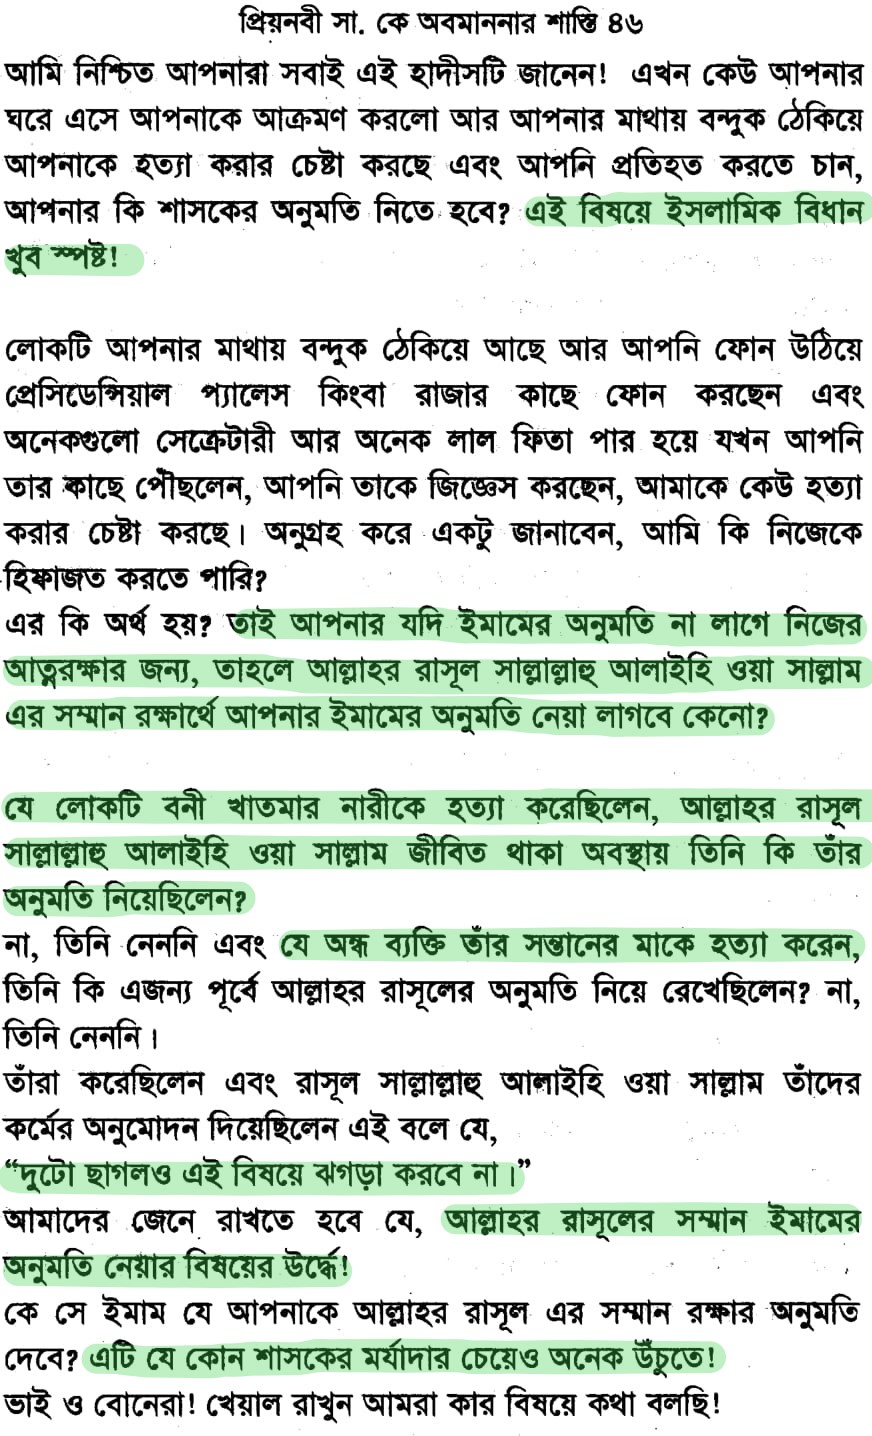 প্রিয়নবী সা. কে অবমাননার শাস্তি ৪৬
আমি নিশ্চিত আপনারা সবাই এই হাদীসটি জানেন! এখন কেউ আপনার
ঘরে এসে আপনাকে আক্রমণ করলো আর আপনার মাথায় বন্দুক ঠেকিয়ে
আপনাকে হত্যা করার চেষ্টা করছে এবং আপনি প্রতিহত করতে চান,
আপনার কি শাসকের অনুমতি নিতে হবে? এই বিষয়ে ইসলামিক বিধান
খুব স্পষ্ট!
লোকটি আপনার মাথায় বন্দুক ঠেকিয়ে আছে আর আপনি ফোন উঠিয়ে
প্রেসিডেন্সিয়াল প্যালেস কিংবা রাজার কাছে ফোন করছেন এবং
অনেকগুলো সেক্রেটারী আর অনেক লাল ফিতা পার হয়ে যখন আপনি
তার কাছে পৌঁছলেন, আপনি তাকে জিজ্ঞেস করছেন, আমাকে কেউ হত্যা
করার চেষ্টা করছে। অনুগ্রহ করে একটু জানাবেন, আমি কি নিজেকে
হিফাজত করতে পারি?
এর কি অর্থ হয়? তাই আপনার যদি ইমামের অনুমতি না লাগে নিজের
আত্নরক্ষার জন্য, তাহলে আল্লাহর রাসূল সাল্লাল্লাহু আলাইহি ওয়া সাল্লাম
এর সম্মান রক্ষার্থে আপনার ইমামের অনুমতি নেয়া লাগবে কেনো?
যে লোকটি বনী খাতমার নারীকে হত্যা করেছিলেন, আল্লাহর রাসূল
সাল্লাল্লাহু আলাইহি ওয়া সাল্লাম জীবিত থাকা অবস্থায় তিনি কি তাঁর
অনুমতি নিয়েছিলেন?
না, তিনি নেননি এবং যে অন্ধ ব্যক্তি তাঁর সন্তানের মাকে হত্যা করেন,
তিনি কি এজন্য পূর্বে আল্লাহর রাসূলের অনুমতি নিয়ে রেখেছিলেন? না,
তিনি নেননি।
তাঁরা করেছিলেন এবং রাসূল সাল্লাল্লাহু আলাইহি ওয়া সাল্লাম তাঁদের
কর্মের অনুমোদন দিয়েছিলেন এই বলে যে,
“দুটো ছাগলও এই বিষয়ে ঝগড়া করবে না।”
আমাদের জেনে রাখতে হবে যে, আল্লাহর রাসূলের সম্মান ইমামের
অনুমতি নেয়ার বিষয়ের উর্দ্ধে!
কে সে ইমাম যে আপনাকে আল্লাহর রাসূল এর সম্মান রক্ষার অনুমতি
দেবে? এটি যে কোন শাসকের মর্যাদার চেয়েও অনেক উঁচুতে!
ভাই ও বোনেরা! খেয়াল রাখুন আমরা কার বিষয়ে কথা বলছি!